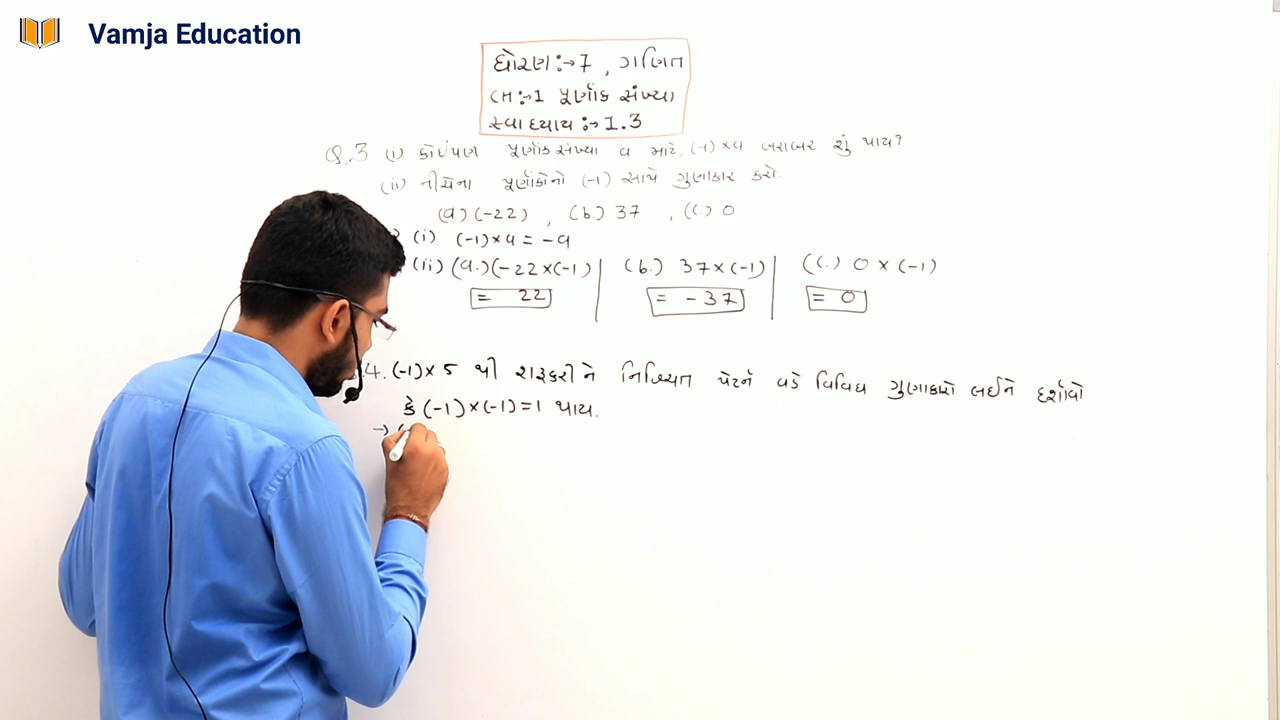 Vamja Education
ધોરણ :→ 7 , ગણિત
CH :→ 1 પૂર્ણાંક સંખ્યા
સ્વાધ્યાય :→ 1.3
Q.3 (i) કોઈપણ પૂર્ણાંક સંખ્યા a માટે, (-1) × a બરાબર શું થાય?
(ii) નીચેના પૂર્ણાંકોનો (-1) સાથે ગુણાકાર કરો.
(a) (-22) , (b.) 37 , (c.) 0
(i) (-1) × a = -a
(ii) (a.) (-22 × (-1) | (b.) 37 × (-1) | (c.) 0 × (-1)
= 22 | = -37 | = 0
4. (-1) × 5 થી શરૂ કરીને નિશ્ચિત પેટર્ન વડે વિવિધ ગુણાકારો લઈને દર્શાવો
કે (-1) × (-1) = 1 થાય.
→ (